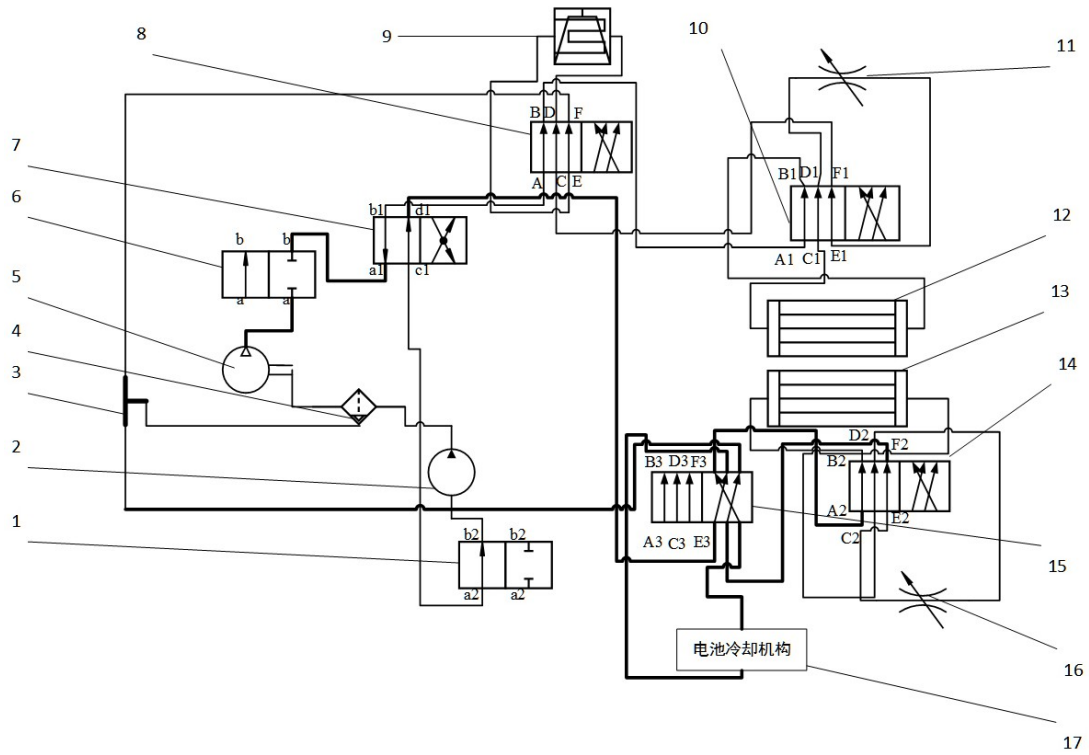 8
9
10
11
B D F
7
A C E
B1 D1 F1
6
b1 d1
12
b b
a1 c1
A1 C1 E1
5
a a
13
4
14
3
D2
F2
B3 D3 F3
B2
2
A2 E2
1
b2 b2
A3 C3 E3
C2
15
a2 a2
电池冷却机构
16
17